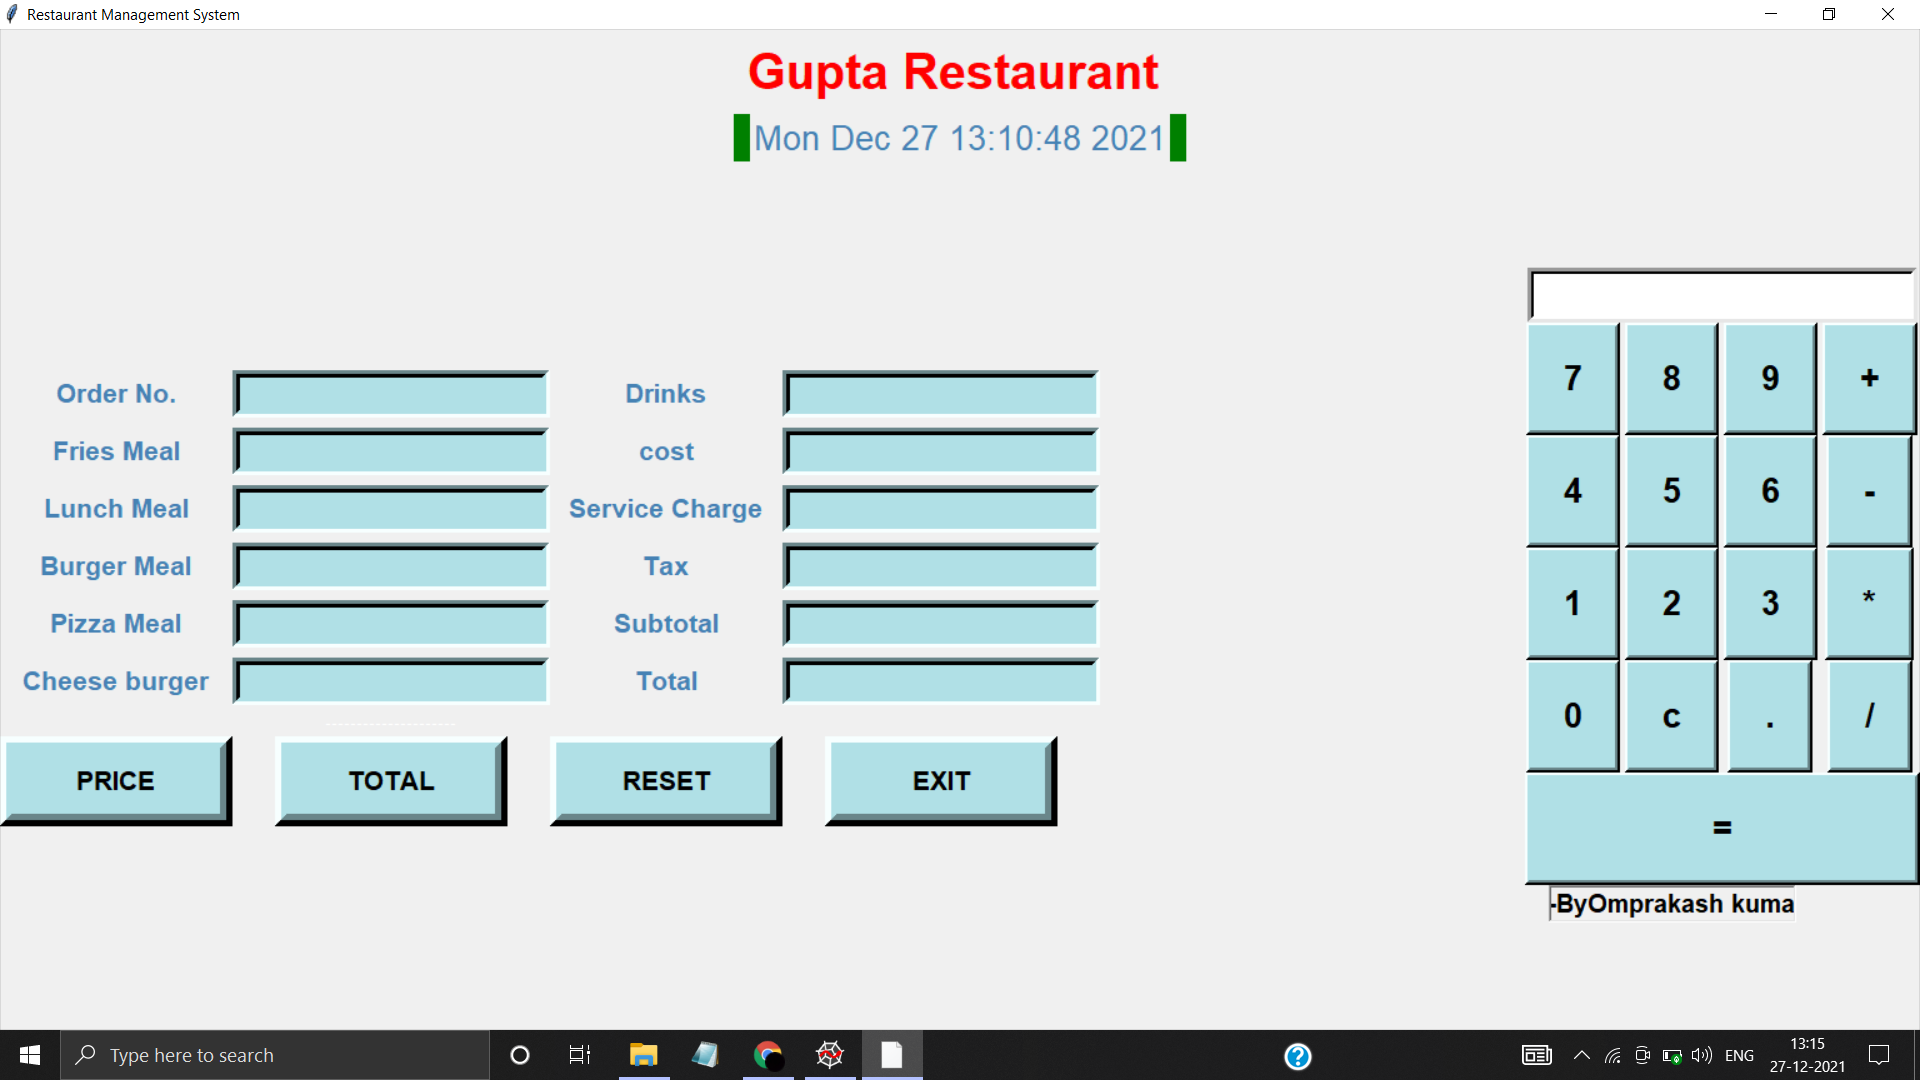 Restaurant Management System
Gupta Restaurant
Mon Dec 27 13:10:48 2021
Order No.
Drinks
Fries Meal
cost
Lunch Meal
Service Charge
Burger Meal
Tax
Pizza Meal
Subtotal
Cheese burger
Total
PRICE TOTAL RESET EXIT
7 8 9 +
4 5 6 -
1 2 3 *
0 c . /
=
-ByOmprakash kuma
Type here to search
ENG
13:15
27-12-2021